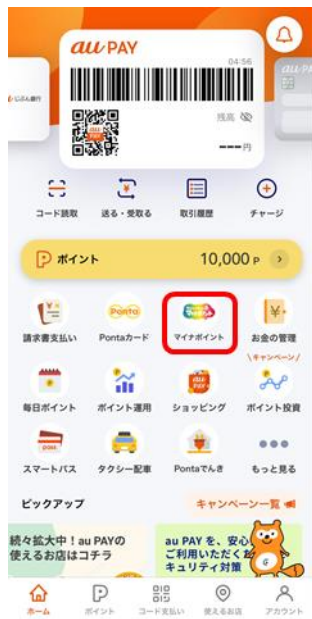 au PAY
04:56
au じぶん銀行
au PA
残高
au PAY
---円
コード読取 送る・受取る 取引履歴 チャージ
P ポイント 10,000 P
Ponta
請求書支払い Pontaカード マイナポイント お金の管理
\キャンペーン/
au PAY
毎日ポイント ポイント運用 ショッピング ポイント投資
pass
スマートパス タクシー配車 Pontaでんき もっと見る
ピックアップ キャンペーン一覧
続々拡大中！au PAYの
使えるお店はコチラ
au PAY を、安心
ご利用いただくた
キュリティ対策
ホーム ポイント コード支払い 使えるお店 アカウント